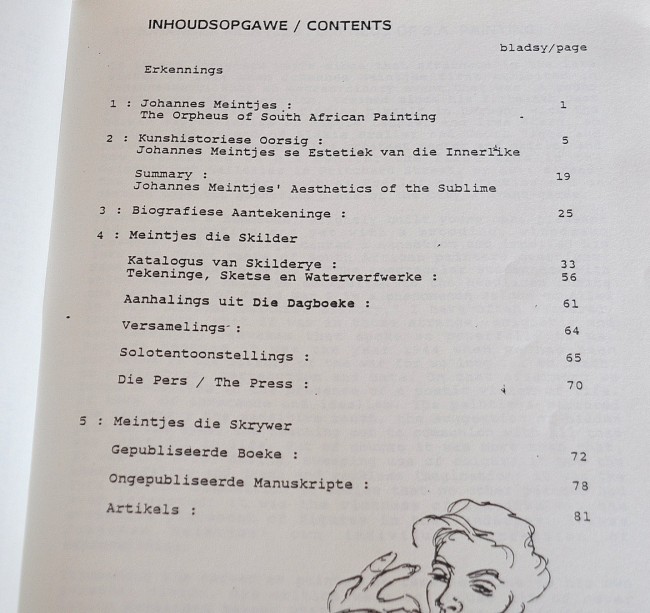 INHOUDSOPGAWE / CONTENTS
bladsy/page
Erkennings
1 : Johannes Meintjes : 1
The Orpheus of South African Painting
2 : Kunshistoriese Oorsig : 5
Johannes Meintjes se Estetiek van die Innerlike
Summary : 19
Johannes Meintjes' Aesthetics of the Sublime
3 : Biografiese Aantekeninge : 25
4 : Meintjes die Skilder
Katalogus van Skilderye : 33
Tekeninge, Sketse en Waterverfwerke : 56
Aanhalings uit Die Dagboeke : 61
Versamelings : 64
Solotentoonstellings : 65
Die Pers / The Press : 70
5 : Meintjes die Skrywer
Gepubliseerde Boeke : 72
Ongepubliseerde Manuskripte : 78
Artikels : 81